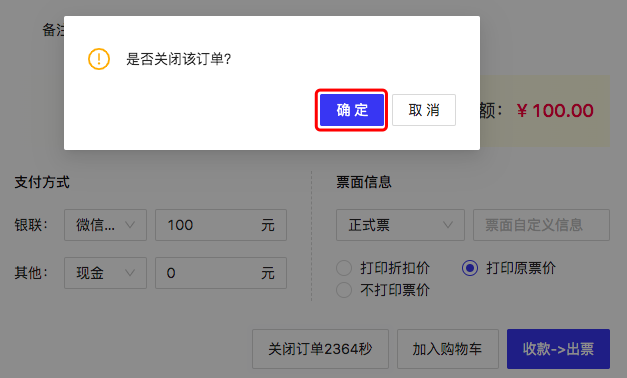 备注
是否关闭该订单?
确 定
取 消
额: ¥ 100.00
支付方式
票面信息
银联:
微信...
100
元
正式票
票面自定义信息
其他:
现金
0
元
打印折扣价
打印原票价
不打印票价
关闭订单2364秒
加入购物车
收款->出票